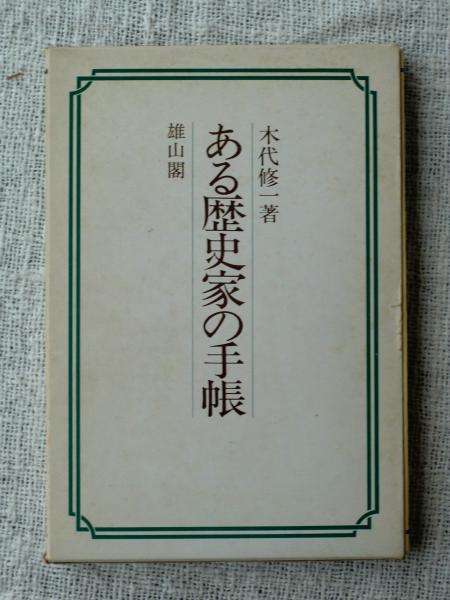 木代修一著
ある歴史家の手帳
雄山閣